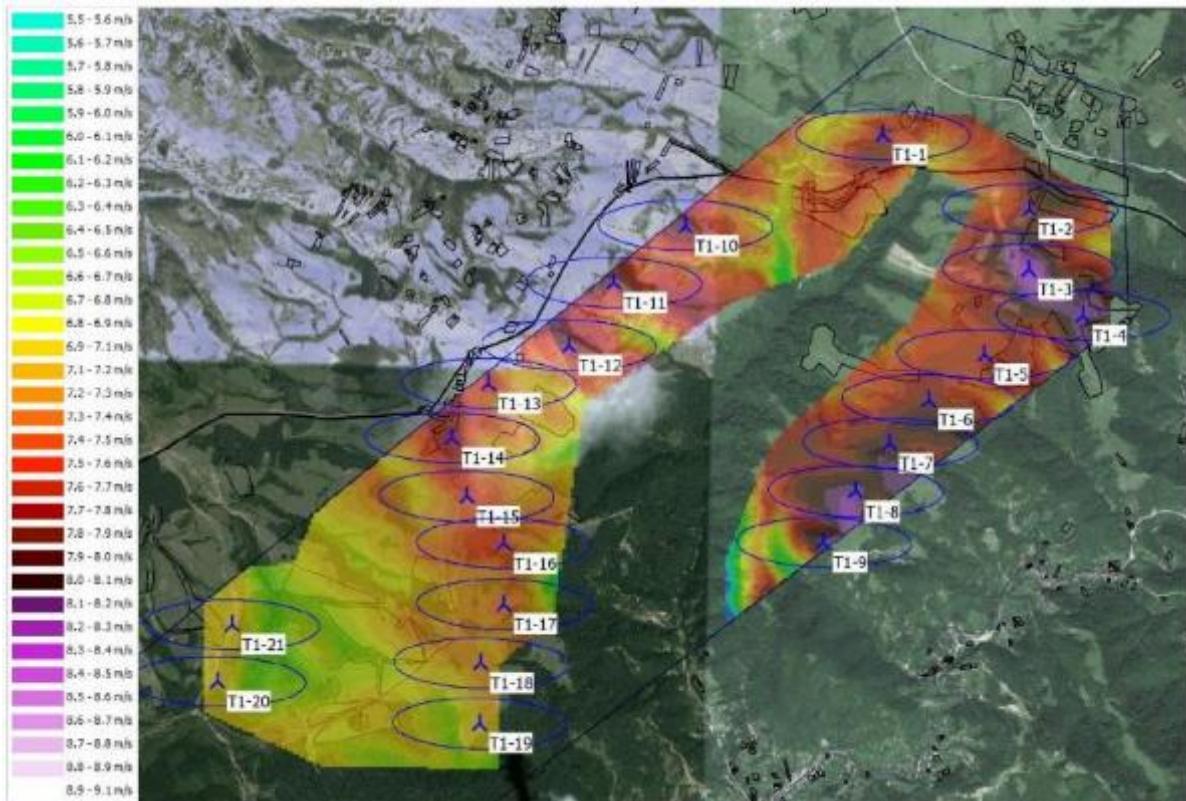 5.5 - 5.6 m/s
5.6 - 5.7 m/s
5.7 - 5.8 m/s
5.8 - 5.9 m/s
5.9 - 6.0 m/s
6.0 - 6.1 m/s
6.1 - 6.2 m/s
6.2 - 6.3 m/s
6.3 - 6.4 m/s
6.4 - 6.5 m/s
6.5 - 6.6 m/s
6.6 - 6.7 m/s
6.7 - 6.8 m/s
6.8 - 6.9 m/s
6.9 - 7.1 m/s
7.1 - 7.2 m/s
7.2 - 7.3 m/s
7.3 - 7.4 m/s
7.4 - 7.5 m/s
7.5 - 7.6 m/s
7.6 - 7.7 m/s
7.7 - 7.8 m/s
7.8 - 7.9 m/s
7.9 - 8.0 m/s
8.0 - 8.1 m/s
8.1 - 8.2 m/s
8.2 - 8.3 m/s
8.3 - 8.4 m/s
8.4 - 8.5 m/s
8.5 - 8.6 m/s
8.6 - 8.7 m/s
8.7 - 8.8 m/s
8.8 - 8.9 m/s
8.9 - 9.1 m/s
T1-1
T1-2
T1-10
T1-3
T1-11
T1-4
T1-12
T1-5
T1-13
T1-6
T1-14
T1-7
T1-8
T1-15
T1-9
T1-16
T1-17
T1-21
T1-18
T1-20
T1-19